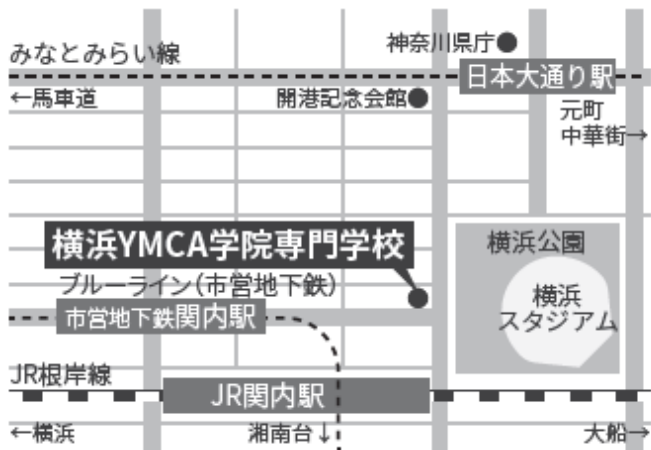 神奈川県庁
みなとみらい線
日本大通り駅
←馬車道
開港記念会館
元町
中華街→
横浜YMCA学院専門学校
横浜公園
ブルーライン(市営地下鉄)
横浜
スタジアム
市営地下鉄関内駅
JR根岸線
JR関内駅
←横浜
湘南台↓
大船→